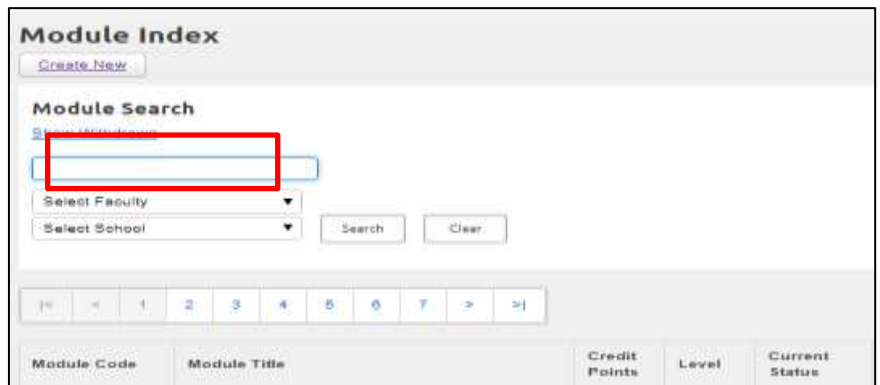 Module Index
Create New
Module Search
Show Withdrawn
Select Faculty ▼
Select School ▼ Search Clear
|< < 1 2 3 4 5 6 7 > >|
Module Code Module Title Credit Points Level Current Status